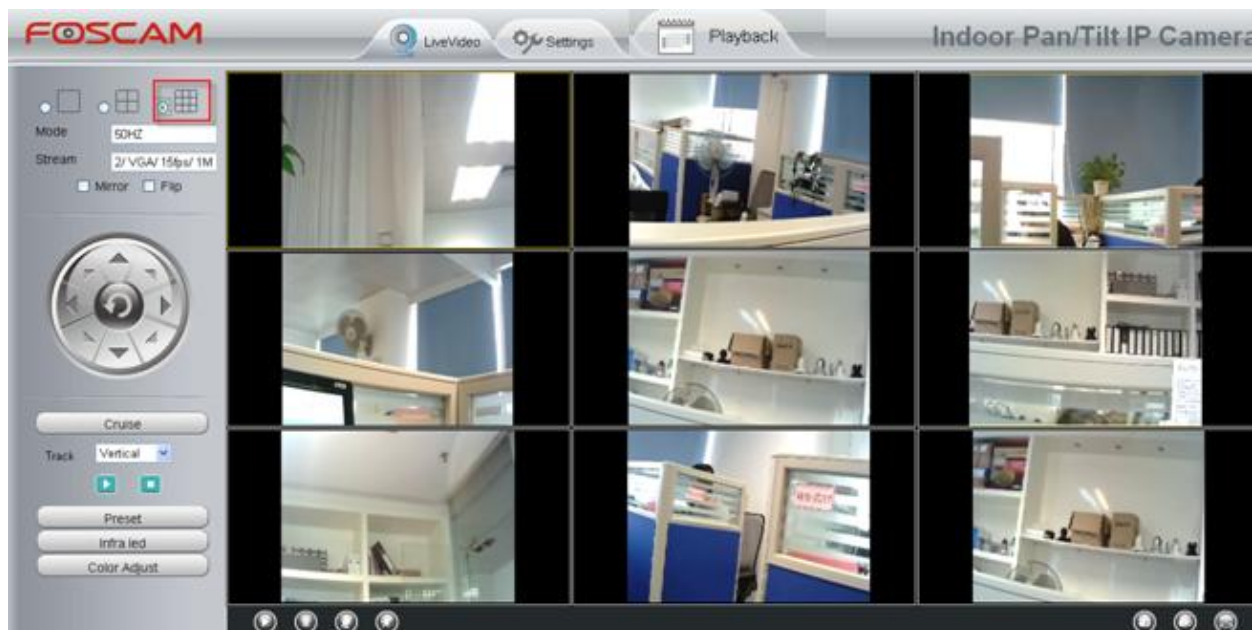 FOSCAM
LiveVideo
Settings
Playback
Indoor Pan/Tilt IP Camera
Mode
50HZ
Stream
2/ VGA/ 15fps/ 1M
Mirror
Flip
Cruise
Track
Vertical
Preset
Infra led
Color Adjust